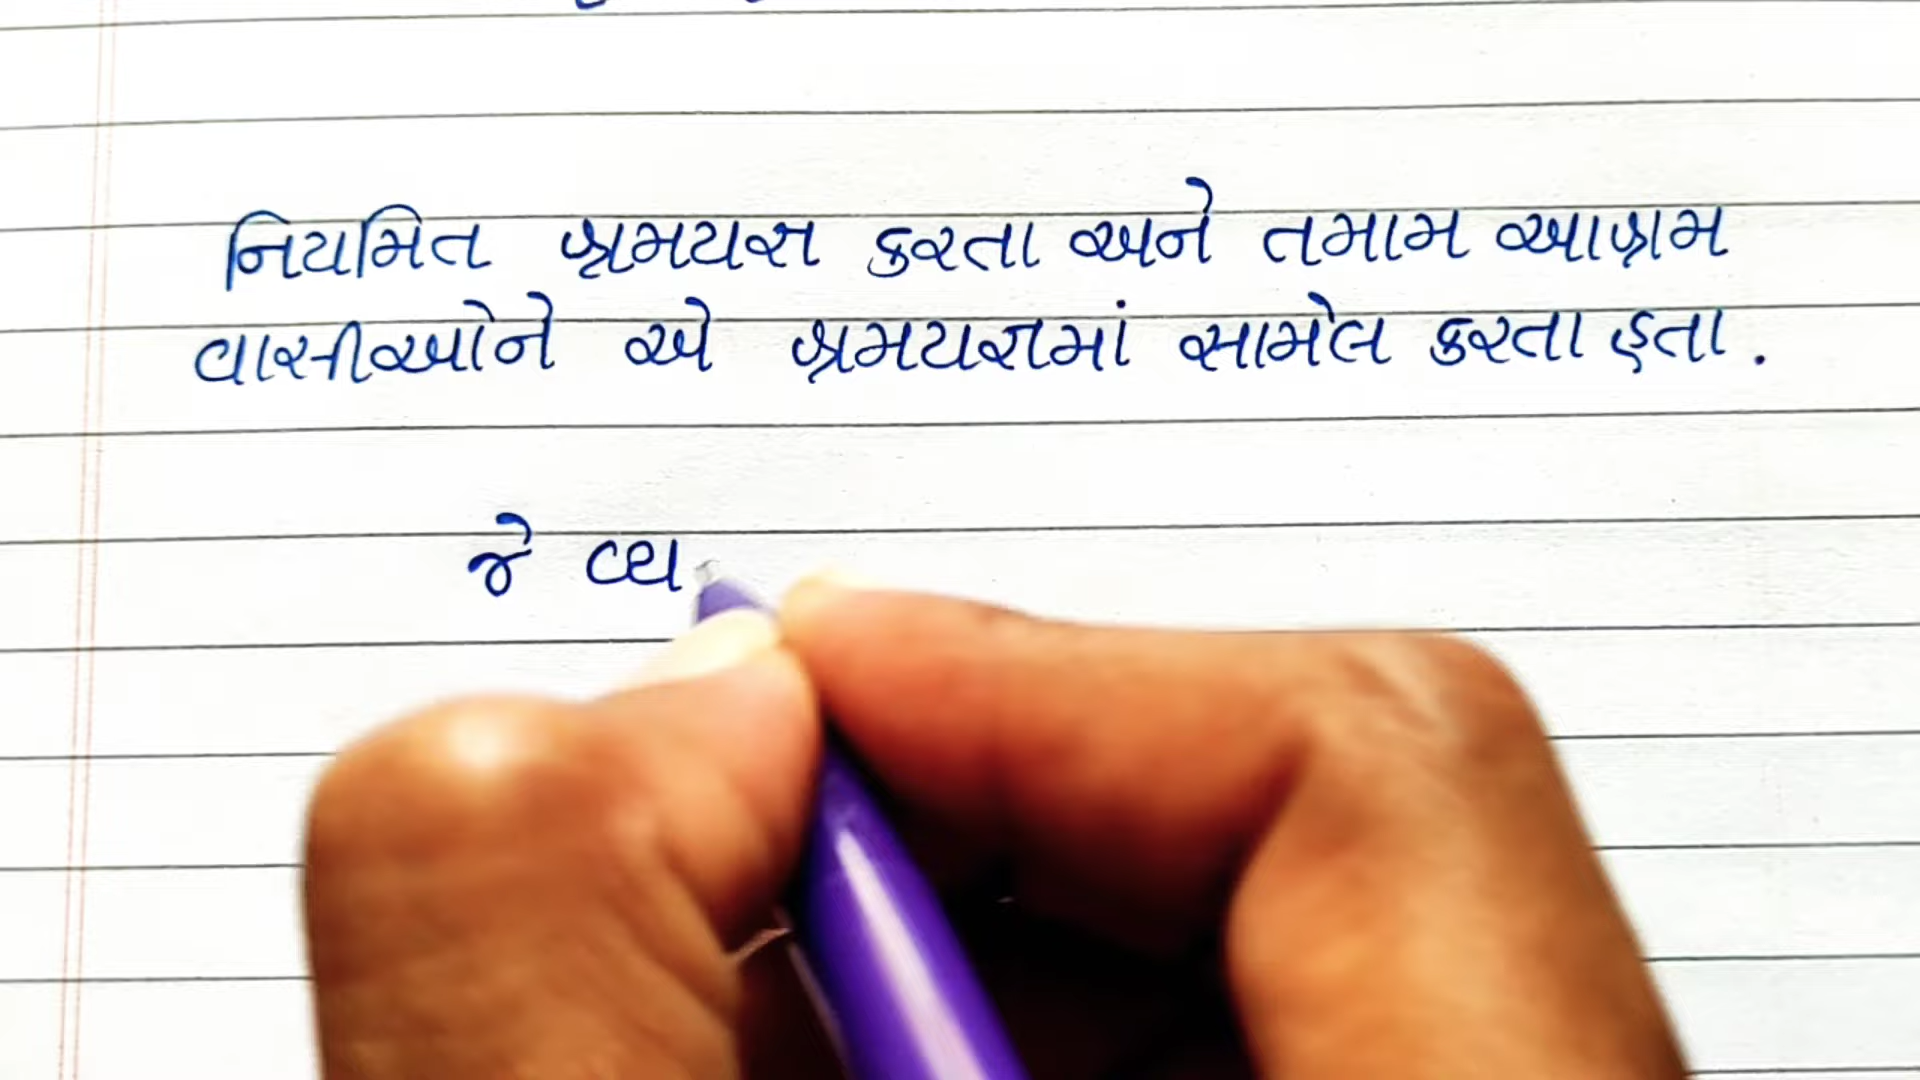 નિયમિત શ્રમયજ્ઞ કરતા અને તમામ આશ્રમ
વાસીઓને એ શ્રમયજ્ઞમાં સામેલ કરતા હતા.
જે વ્ય